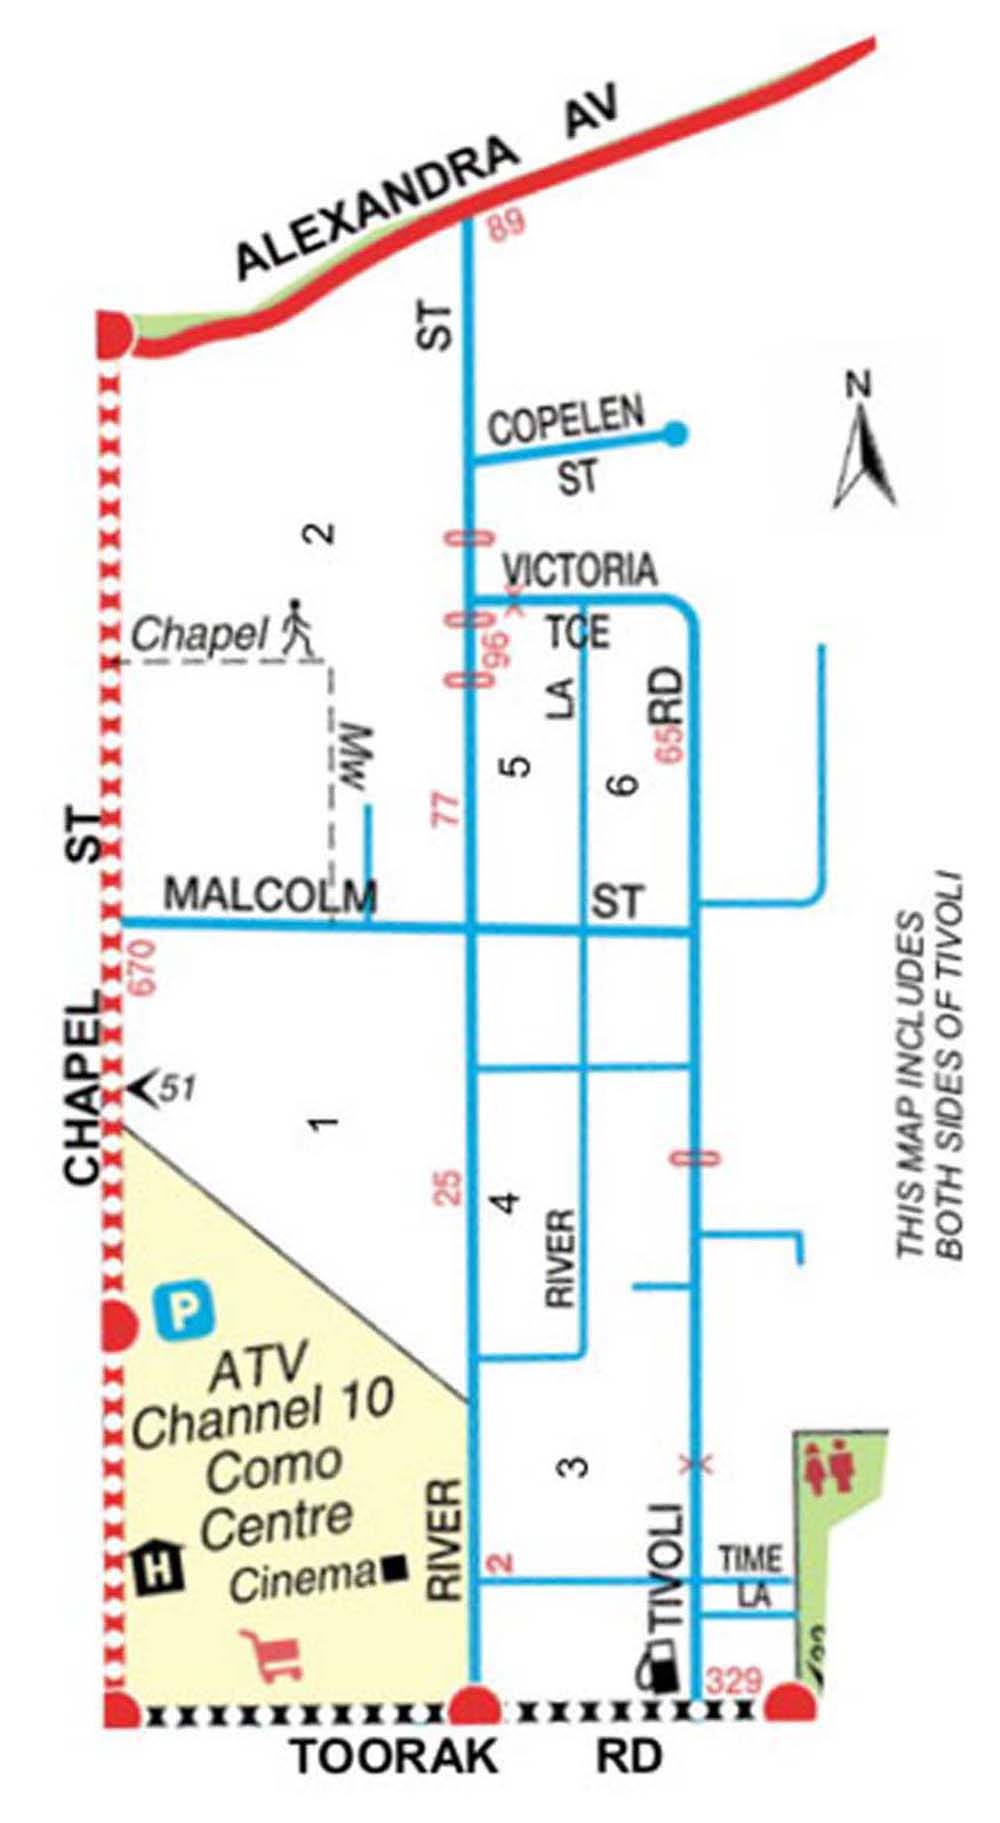 ALEXANDRA AV
89
ST
N
COPELEN
ST
2
VICTORIA
TCE
Chapel
96
LA
RD
65
Mw
5
6
77
ST
MALCOLM ST
670
CHAPEL
51
1
25
4
RIVER
THIS MAP INCLUDES
BOTH SIDES OF TIVOLI
P
ATV
Channel 10
Como
Centre
Cinema
H
RIVER
3
2
TIVOLI
TIME
LA
329
TOORAK RD